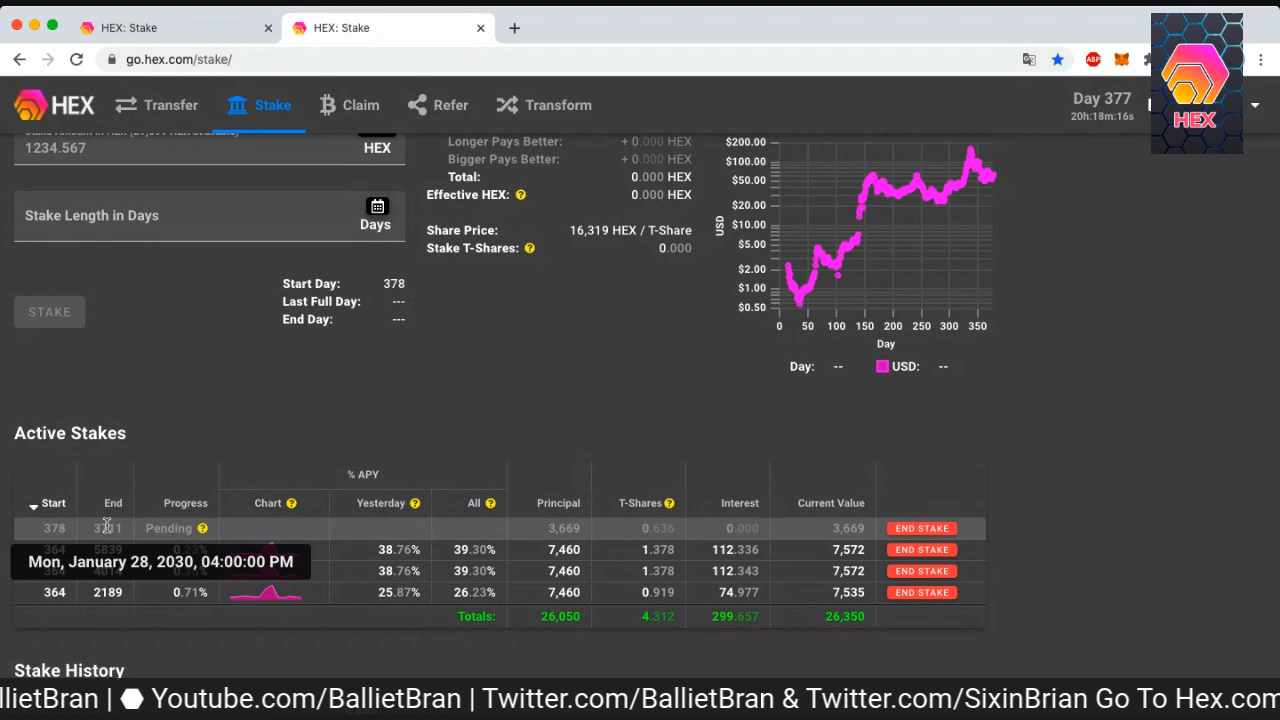 HEX: Stake
HEX: Stake
go.hex.com/stake/
ABP
HEX
Transfer
Stake
Claim
Refer
Transform
Day 377
20h:18m:16s
HEX
1234.567
HEX
Stake Length in Days
Days
Start Day: 378
Last Full Day: ---
End Day: ---
STAKE
Longer Pays Better: + 0.000 HEX
Bigger Pays Better: + 0.000 HEX
Total: 0.000 HEX
Effective HEX: ? 0.000 HEX
Share Price: 16,319 HEX / T-Share
Stake T-Shares: ? 0.000
$200.00
$100.00
$50.00
$20.00
$10.00
$5.00
$2.00
$1.00
$0.50
USD
0 50 100 150 200 250 300 350
Day
Day: -- USD: --
Active Stakes
% APY
Start End Progress Chart ? Yesterday ? All ? Principal T-Shares ? Interest Current Value
378 Pending ? 3,669 0.636 0.000 3,669 END STAKE
38.76% 39.30% 7,460 1.378 112.336 7,572 END STAKE
Mon, January 28, 2030, 04:00:00 PM
38.76% 39.30% 7,460 1.378 112.343 7,572 END STAKE
364 2189 0.71% 25.87% 26.23% 7,460 0.919 74.977 7,535 END STAKE
Totals: 26,050 4.312 299.657 26,350
Stake History
llietBran | Youtube.com/BallietBran | Twitter.com/BallietBran & Twitter.com/SixinBrian Go To Hex.com